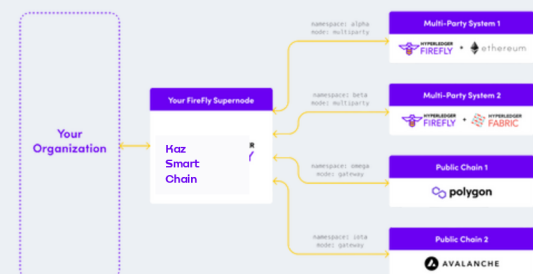 namespace: alpha
mode: multiparty
Multi-Party System 1
HYPERLEDGER
FIREFLY + ethereum
Your FireFly Supernode
namespace: beta
mode: multiparty
Multi-Party System 2
HYPERLEDGER
FIREFLY + HYPERLEDGER
FABRIC
Your
Organization
Kaz
Smart
Chain
namespace: omega
mode: gateway
Public Chain 1
polygon
namespace: iota
mode: gateway
Public Chain 2
AVALANCHE